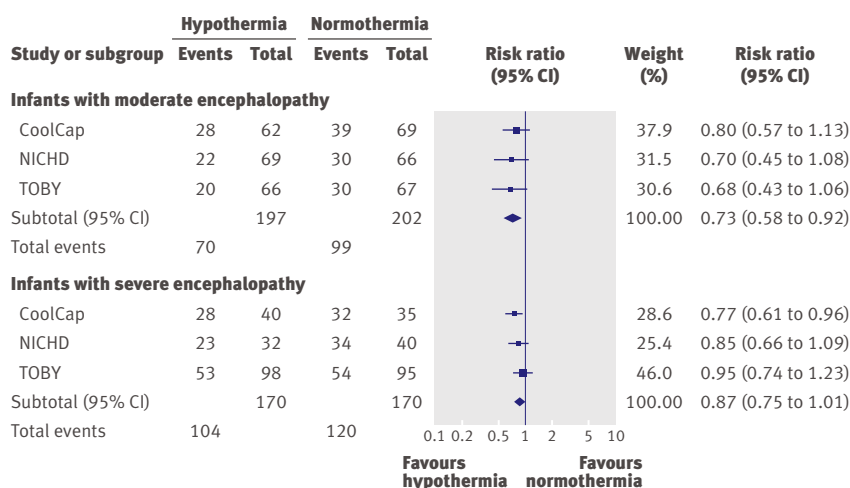 Hypothermia Normothermia
Study or subgroup Events Total Events Total Risk ratio Weight Risk ratio
(95% CI) (%) (95% CI)
Infants with moderate encephalopathy
CoolCap 28 62 39 69 37.9 0.80 (0.57 to 1.13)
NICHD 22 69 30 66 31.5 0.70 (0.45 to 1.08)
TOBY 20 66 30 67 30.6 0.68 (0.43 to 1.06)
Subtotal (95% CI) 197 202 100.00 0.73 (0.58 to 0.92)
Total events 70 99
Infants with severe encephalopathy
CoolCap 28 40 32 35 28.6 0.77 (0.61 to 0.96)
NICHD 23 32 34 40 25.4 0.85 (0.66 to 1.09)
TOBY 53 98 54 95 46.0 0.95 (0.74 to 1.23)
Subtotal (95% CI) 170 170 100.00 0.87 (0.75 to 1.01)
Total events 104 120
0.1 0.2 0.5 1 2 5 10
Favours Favours
hypothermia normothermia